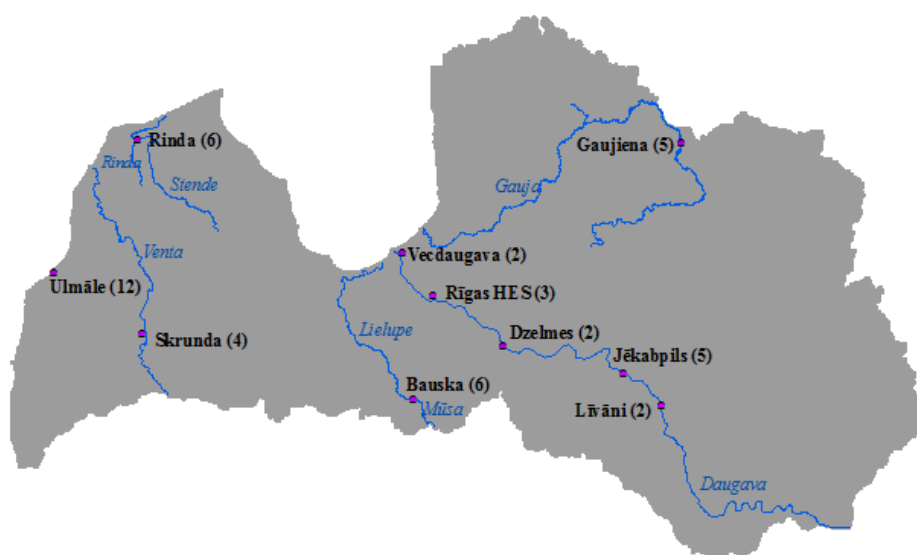 Rinda (6)
Gaujiena (5)
Rinda
Siende
Gauja
Venta
Vecdaugava (2)
Ulmāle (12)
Rīgas HES (3)
Skrunda (4)
Lielupe
Dzelmes (2)
Jēkabpils (5)
Bauska (6)
Mūsa
Līvāni (2)
Daugava